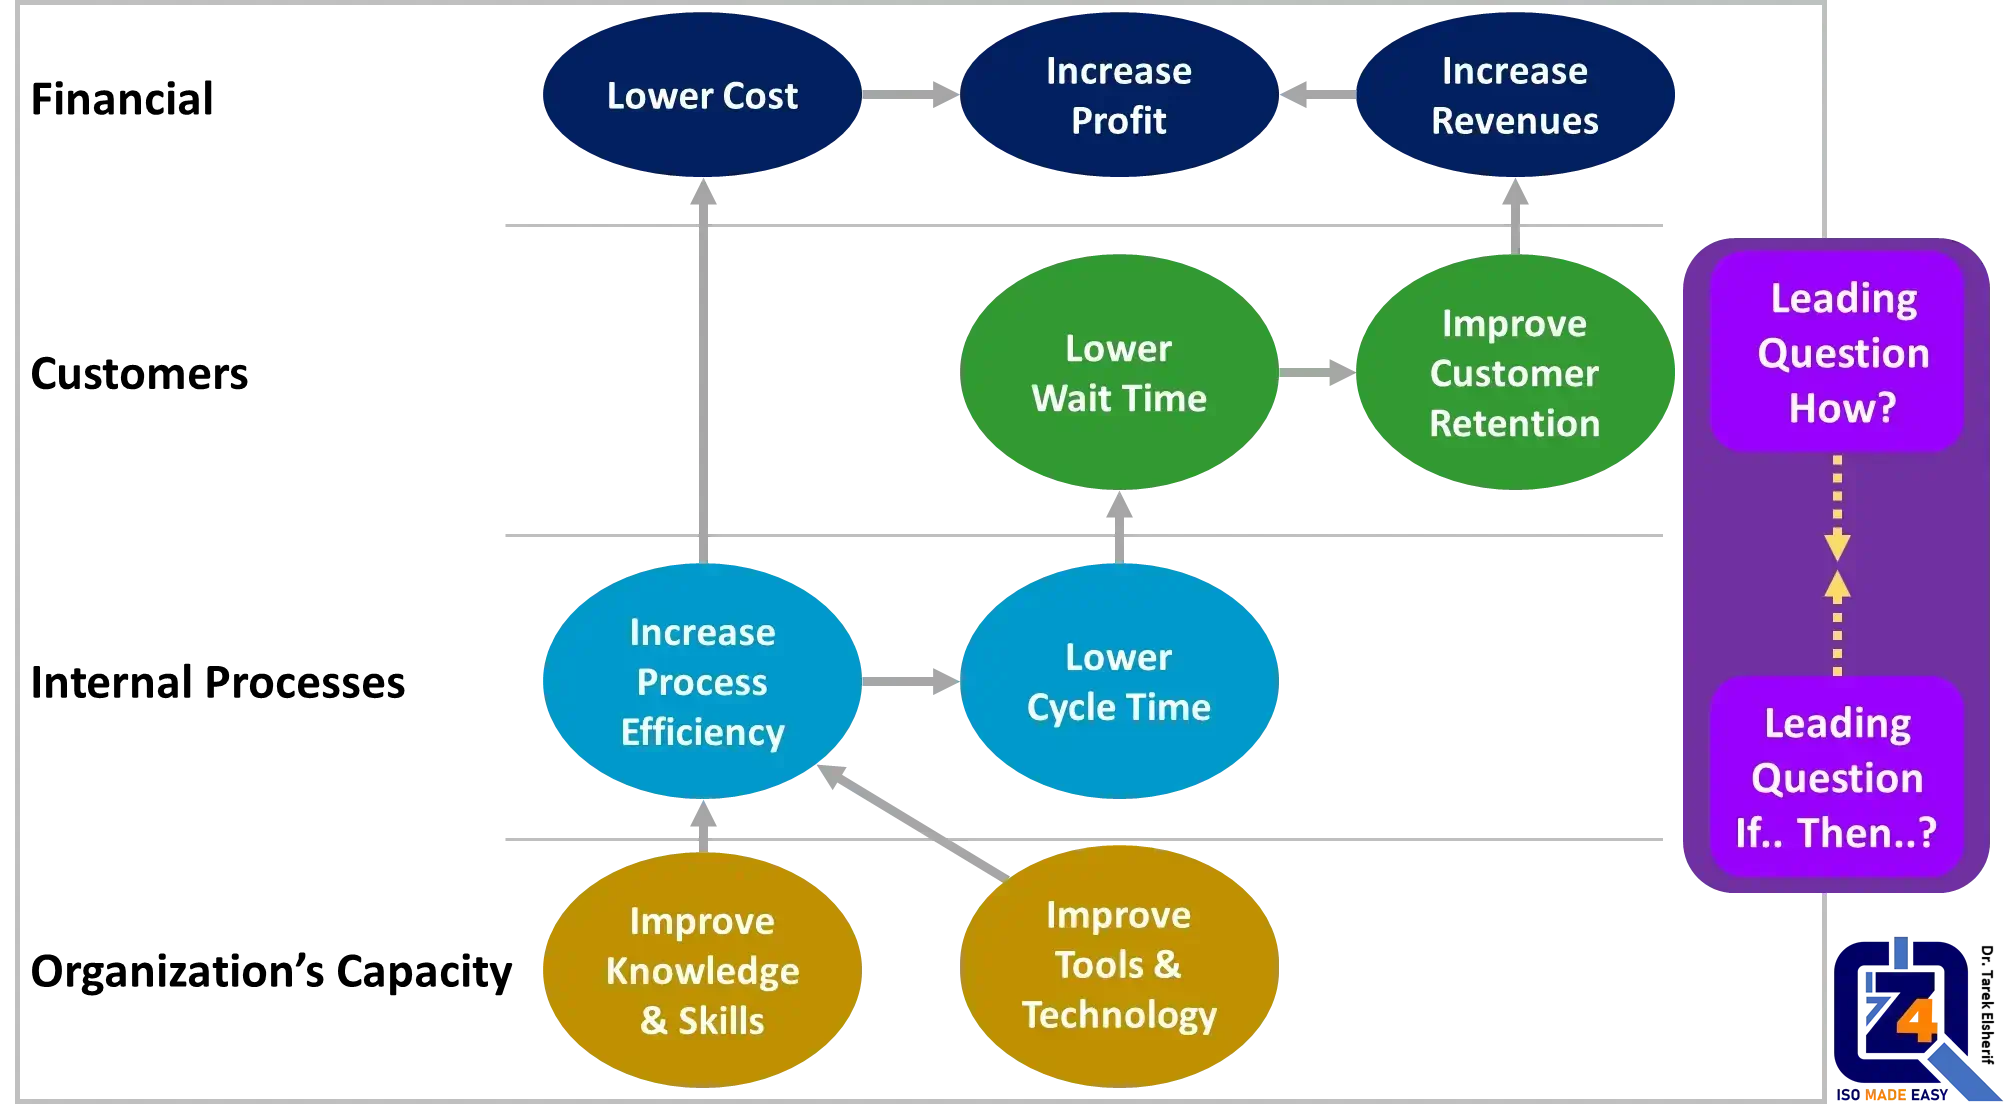 Financial
Lower Cost
Increase
Profit
Increase
Revenues
Customers
Lower
Wait Time
Improve
Customer
Retention
Leading
Question
How?
Internal Processes
Increase
Process
Efficiency
Lower
Cycle Time
Leading
Question
If.. Then..?
Organization’s Capacity
Improve
Knowledge
& Skills
Improve
Tools &
Technology
Z4
Dr. Tarek Elsherif
ISO MADE EASY